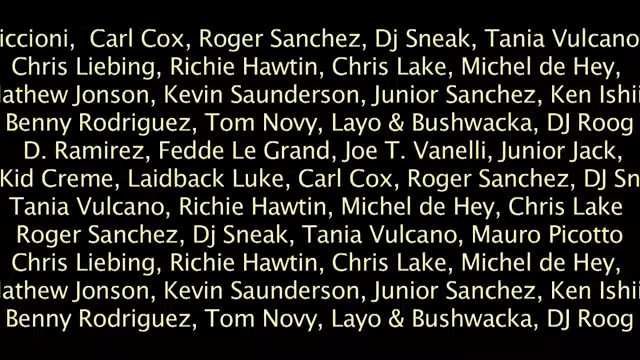 iccioni, Carl Cox, Roger Sanchez, Dj Sneak, Tania Vulcano
Chris Liebing, Richie Hawtin, Chris Lake, Michel de Hey,
athew Jonson, Kevin Saunderson, Junior Sanchez, Ken Ishii
Benny Rodriguez, Tom Novy, Layo & Bushwacka, DJ Roog
D. Ramirez, Fedde Le Grand, Joe T. Vanelli, Junior Jack,
Kid Creme, Laidback Luke, Carl Cox, Roger Sanchez, DJ Sn
Tania Vulcano, Richie Hawtin, Michel de Hey, Chris Lake
Roger Sanchez, Dj Sneak, Tania Vulcano, Mauro Picotto
Chris Liebing, Richie Hawtin, Chris Lake, Michel de Hey,
athew Jonson, Kevin Saunderson, Junior Sanchez, Ken Ishii
Benny Rodriguez, Tom Novy, Layo & Bushwacka, DJ Roog